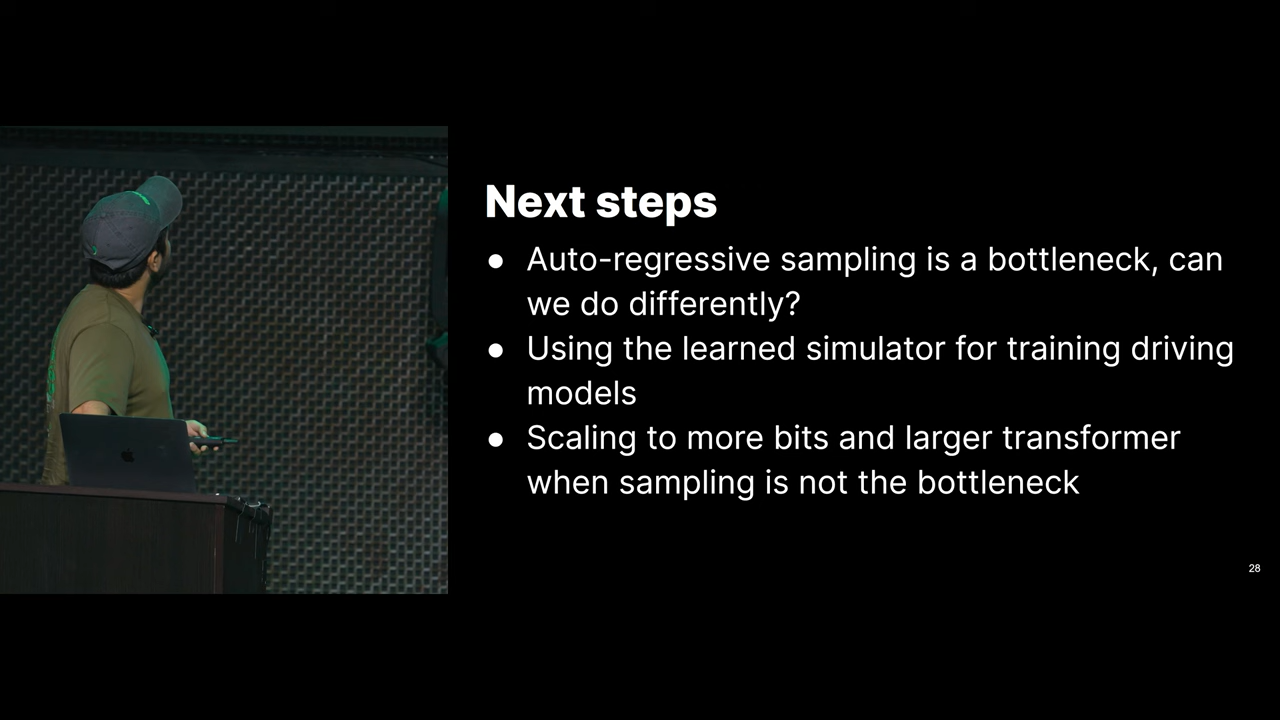 Next steps
● Auto-regressive sampling is a bottleneck, can
we do differently?
● Using the learned simulator for training driving
models
● Scaling to more bits and larger transformer
when sampling is not the bottleneck
28